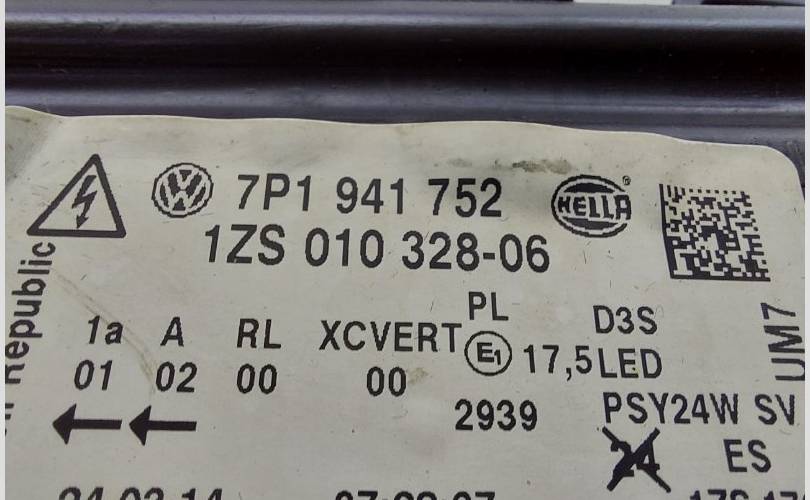 7P1 941 752
HELLA
1ZS 010 328-06
Republic
PL
1a A RL XCVERT D3S
01 02 00 00 E1 17,5 LED
2939 PSY24W SV
24 ES
UM7